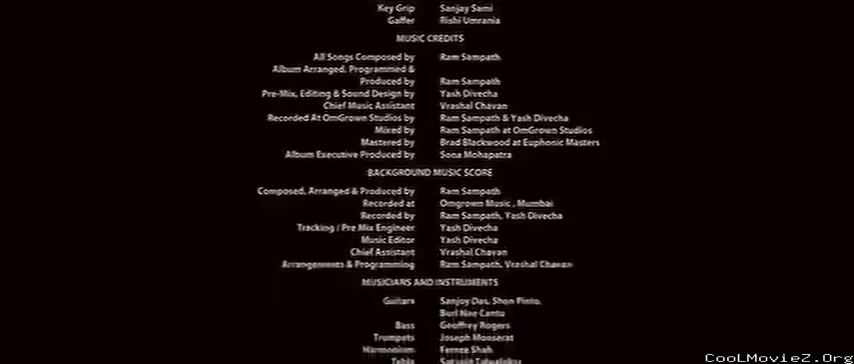 Key Grip Sanjay Sami
Gaffer Rishi Umrania
MUSIC CREDITS
All Songs Composed by Ram Sampath
Album Arranged, Programmed &
Produced by Ram Sampath
Pre-Mix, Editing & Sound Design by Yash Divecha
Chief Music Assistant Vrashal Chavan
Recorded At OmGrown Studios by Ram Sampath & Yash Divecha
Mixed by Ram Sampath at OmGrown Studios
Mastered by Brad Blackwood at Euphonic Masters
Album Executive Produced by Sona Mohapatra
BACKGROUND MUSIC SCORE
Composed, Arranged & Produced by Ram Sampath
Recorded at Omgrown Music , Mumbai
Recorded by Ram Sampath, Yash Divecha
Tracking / Pre Mix Engineer Yash Divecha
Music Editor Yash Divecha
Chief Assistant Vrashal Chavan
Arrangements & Programming Ram Sampath, Vrashal Chavan
MUSICIANS AND INSTRUMENTS
Guitars Sanjoy Das, Shon Pinto,
Burt Noe Cantu
Bass Geoffrey Rogers
Trumpets Joseph Monserat
Harmonium Feroze Shah
Tabla
CoolMovieZ.Org